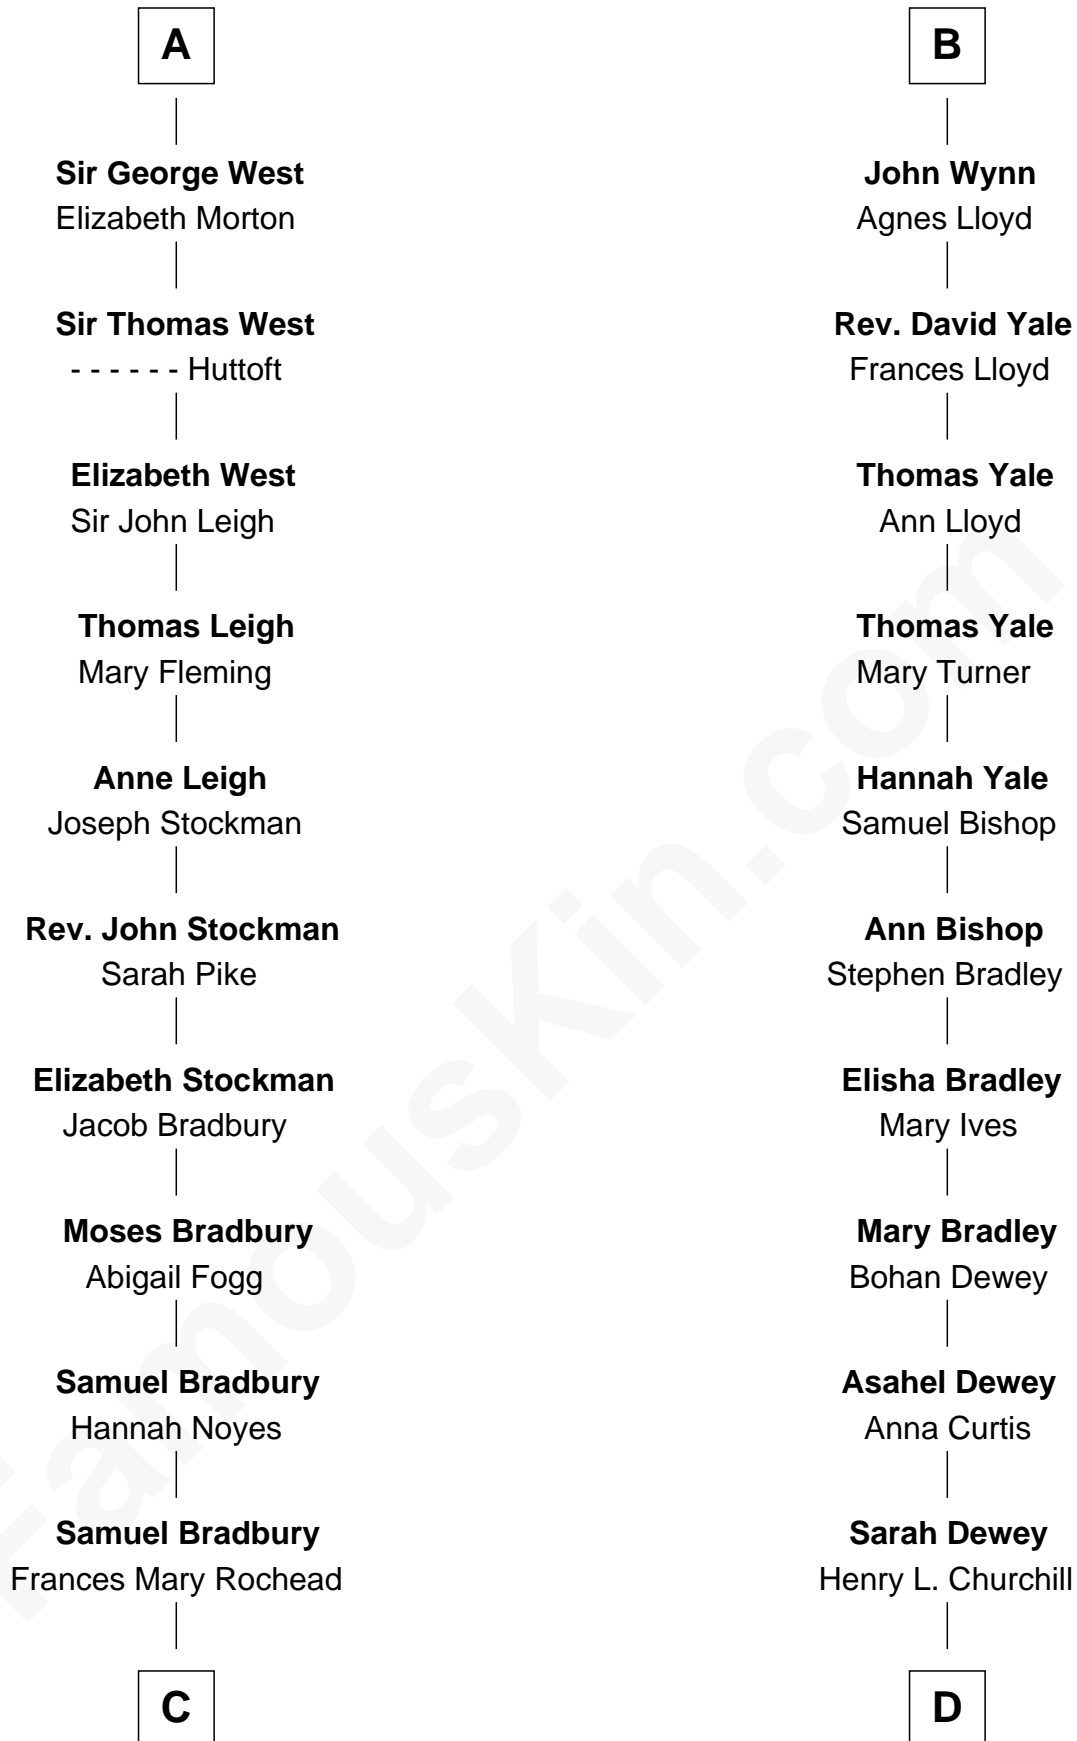 A
Sir George West
Elizabeth Morton
Sir Thomas West
- - - - - - Huttoft
Elizabeth West
Sir John Leigh
Thomas Leigh
Mary Fleming
Anne Leigh
Joseph Stockman
Rev. John Stockman
Sarah Pike
Elizabeth Stockman
Jacob Bradbury
Moses Bradbury
Abigail Fogg
Samuel Bradbury
Hannah Noyes
Samuel Bradbury
Frances Mary Rochead
C
B
John Wynn
Agnes Lloyd
Rev. David Yale
Frances Lloyd
Thomas Yale
Ann Lloyd
Thomas Yale
Mary Turner
Hannah Yale
Samuel Bishop
Ann Bishop
Stephen Bradley
Elisha Bradley
Mary Ives
Mary Bradley
Bohan Dewey
Asahel Dewey
Anna Curtis
Sarah Dewey
Henry L. Churchill
D
FamousKin.com